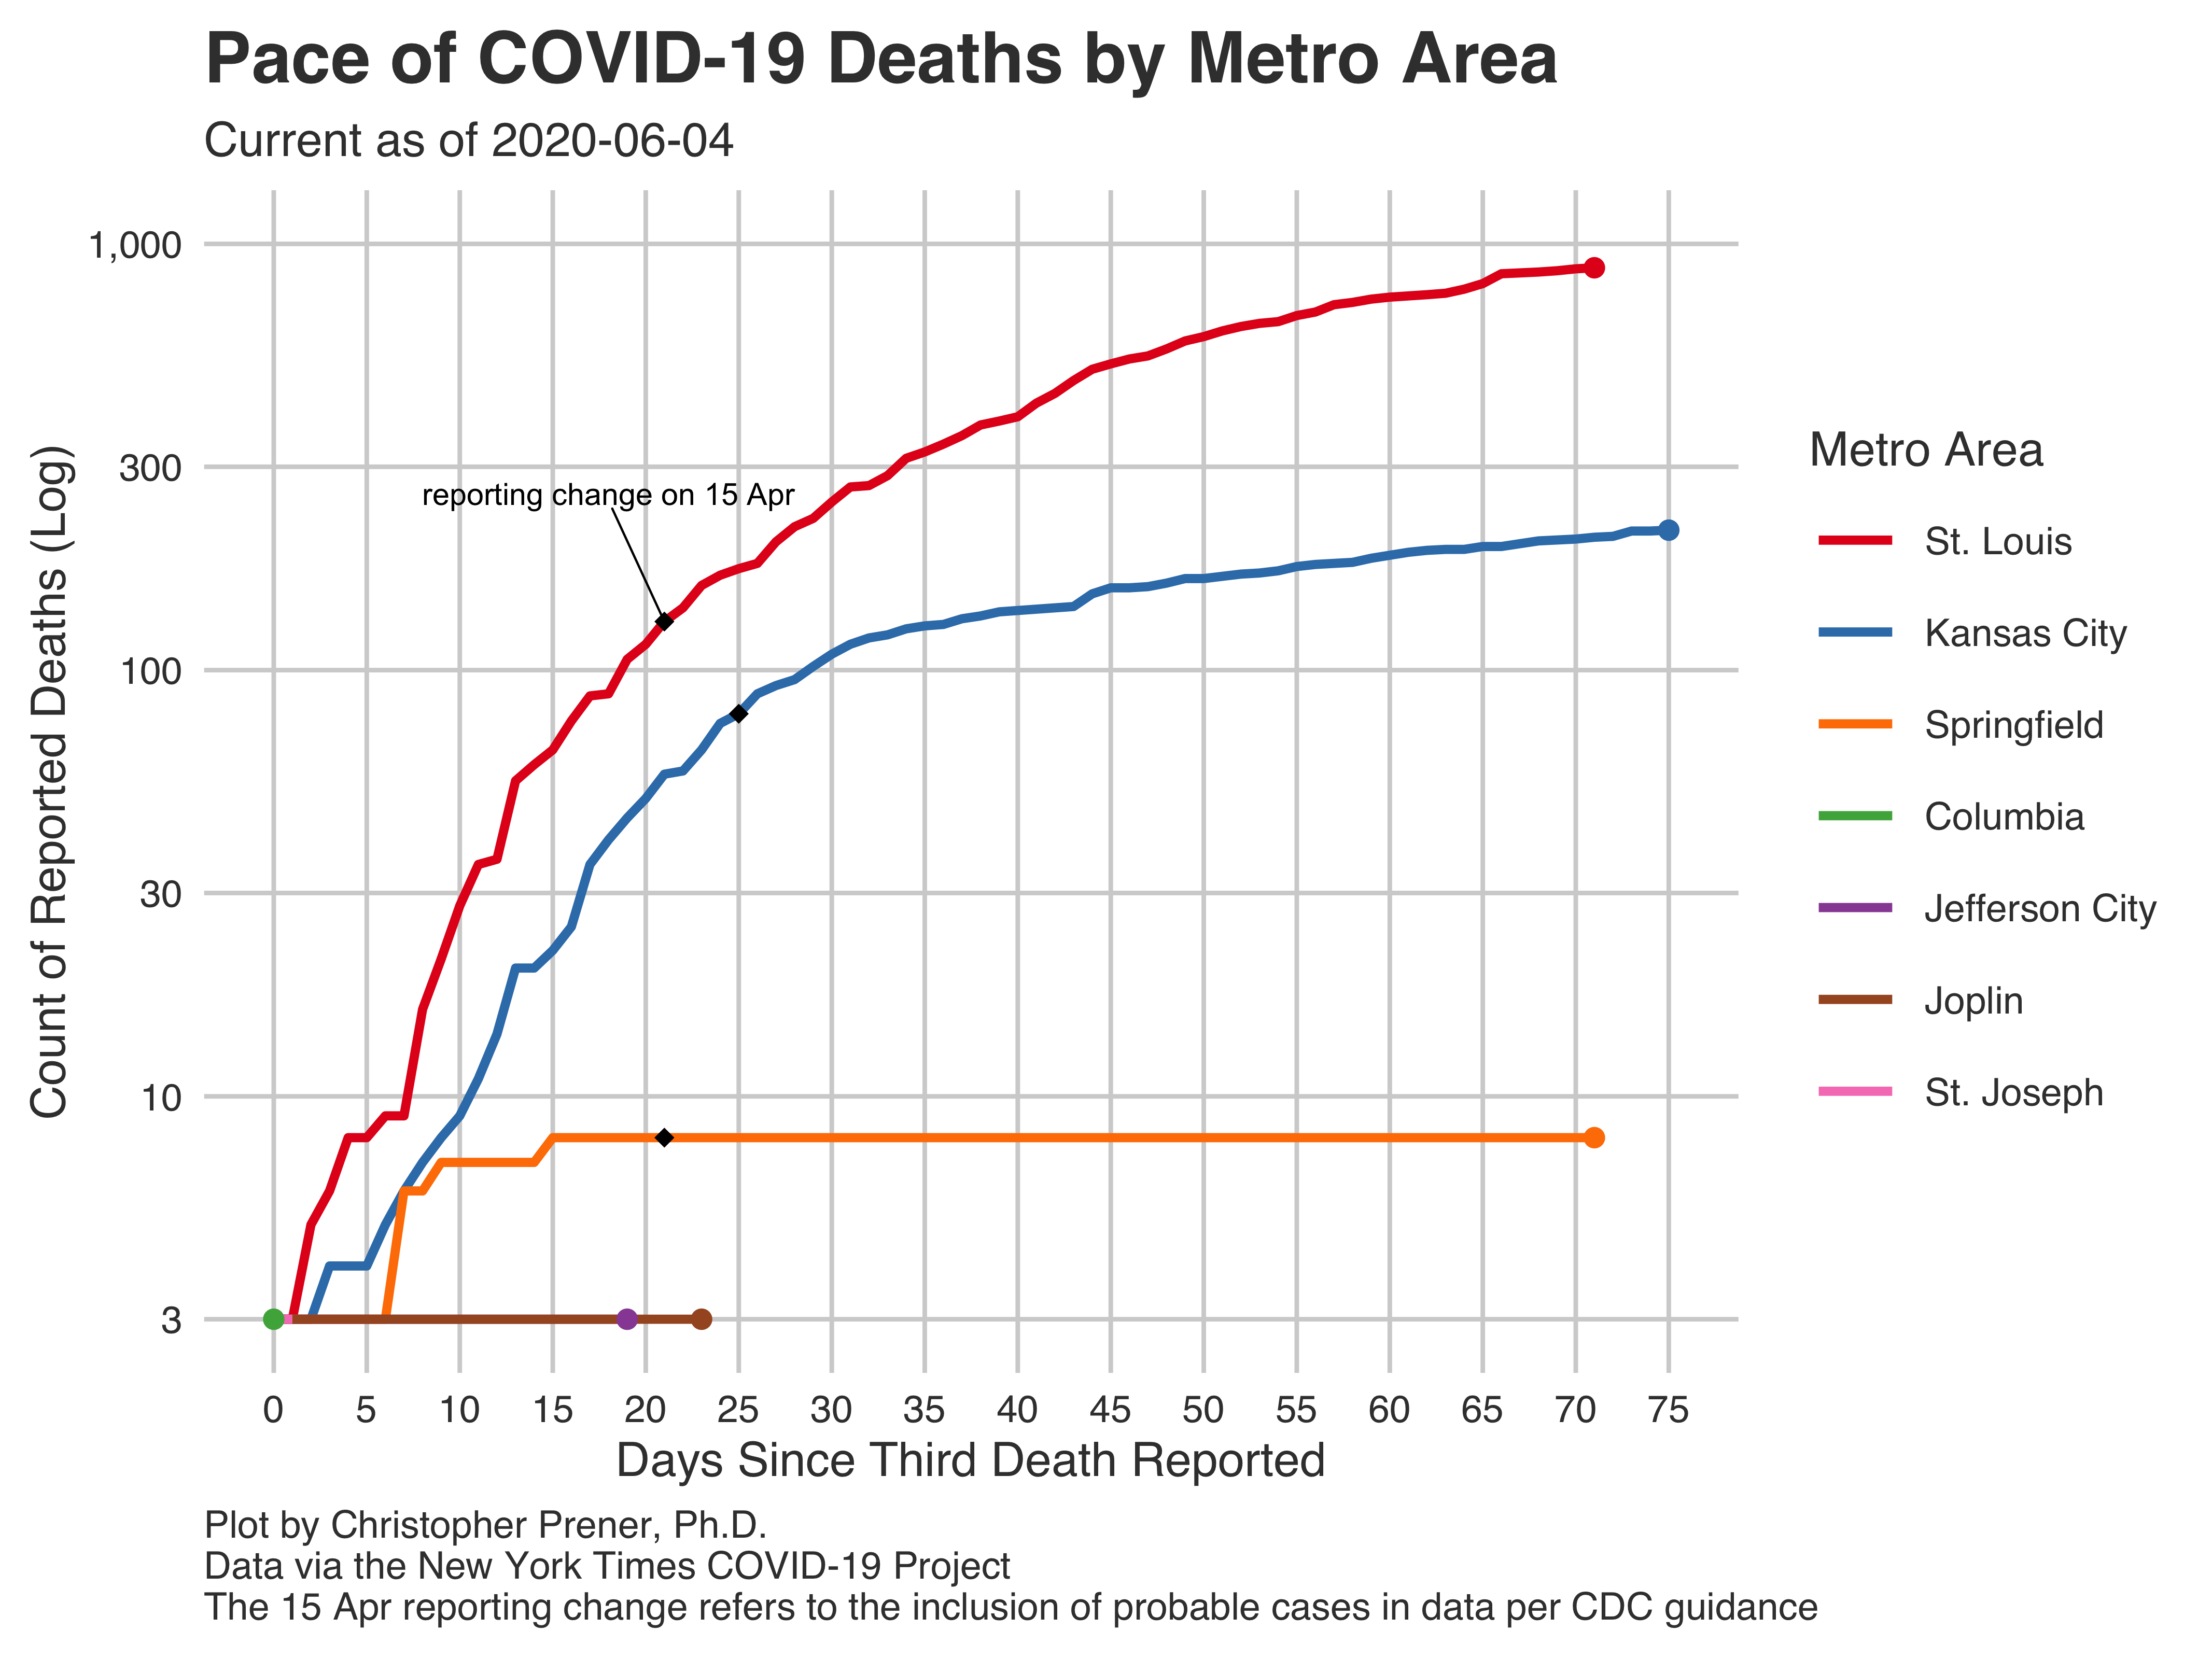 Pace of COVID-19 Deaths by Metro Area
Current as of 2020-06-04
Count of Reported Deaths (Log)
1,000
300
100
30
10
3
reporting change on 15 Apr
0 5 10 15 20 25 30 35 40 45 50 55 60 65 70 75
Days Since Third Death Reported
Metro Area
St. Louis
Kansas City
Springfield
Columbia
Jefferson City
Joplin
St. Joseph
Plot by Christopher Prener, Ph.D.
Data via the New York Times COVID-19 Project
The 15 Apr reporting change refers to the inclusion of probable cases in data per CDC guidance